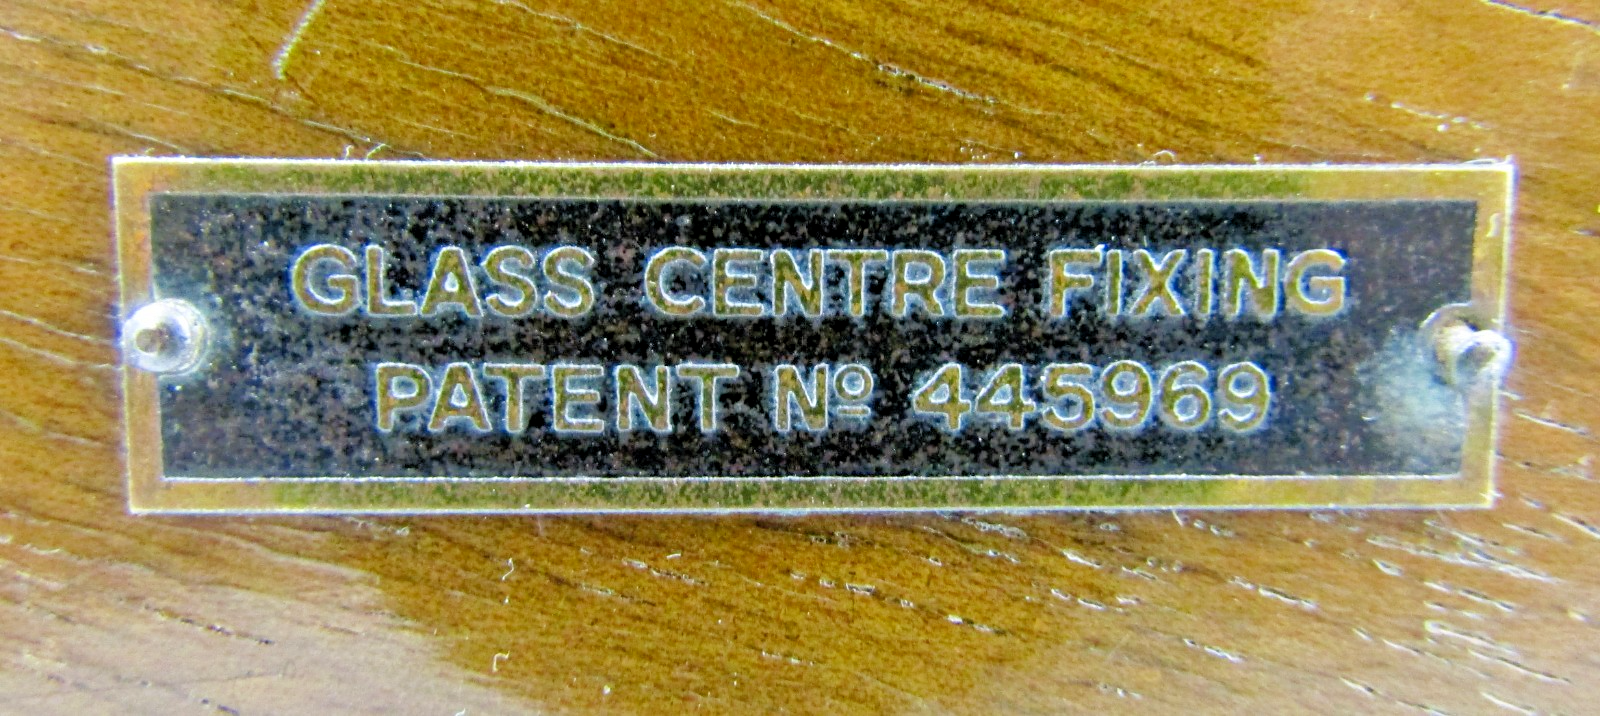 GLASS CENTRE FIXING
PATENT Nº 445969